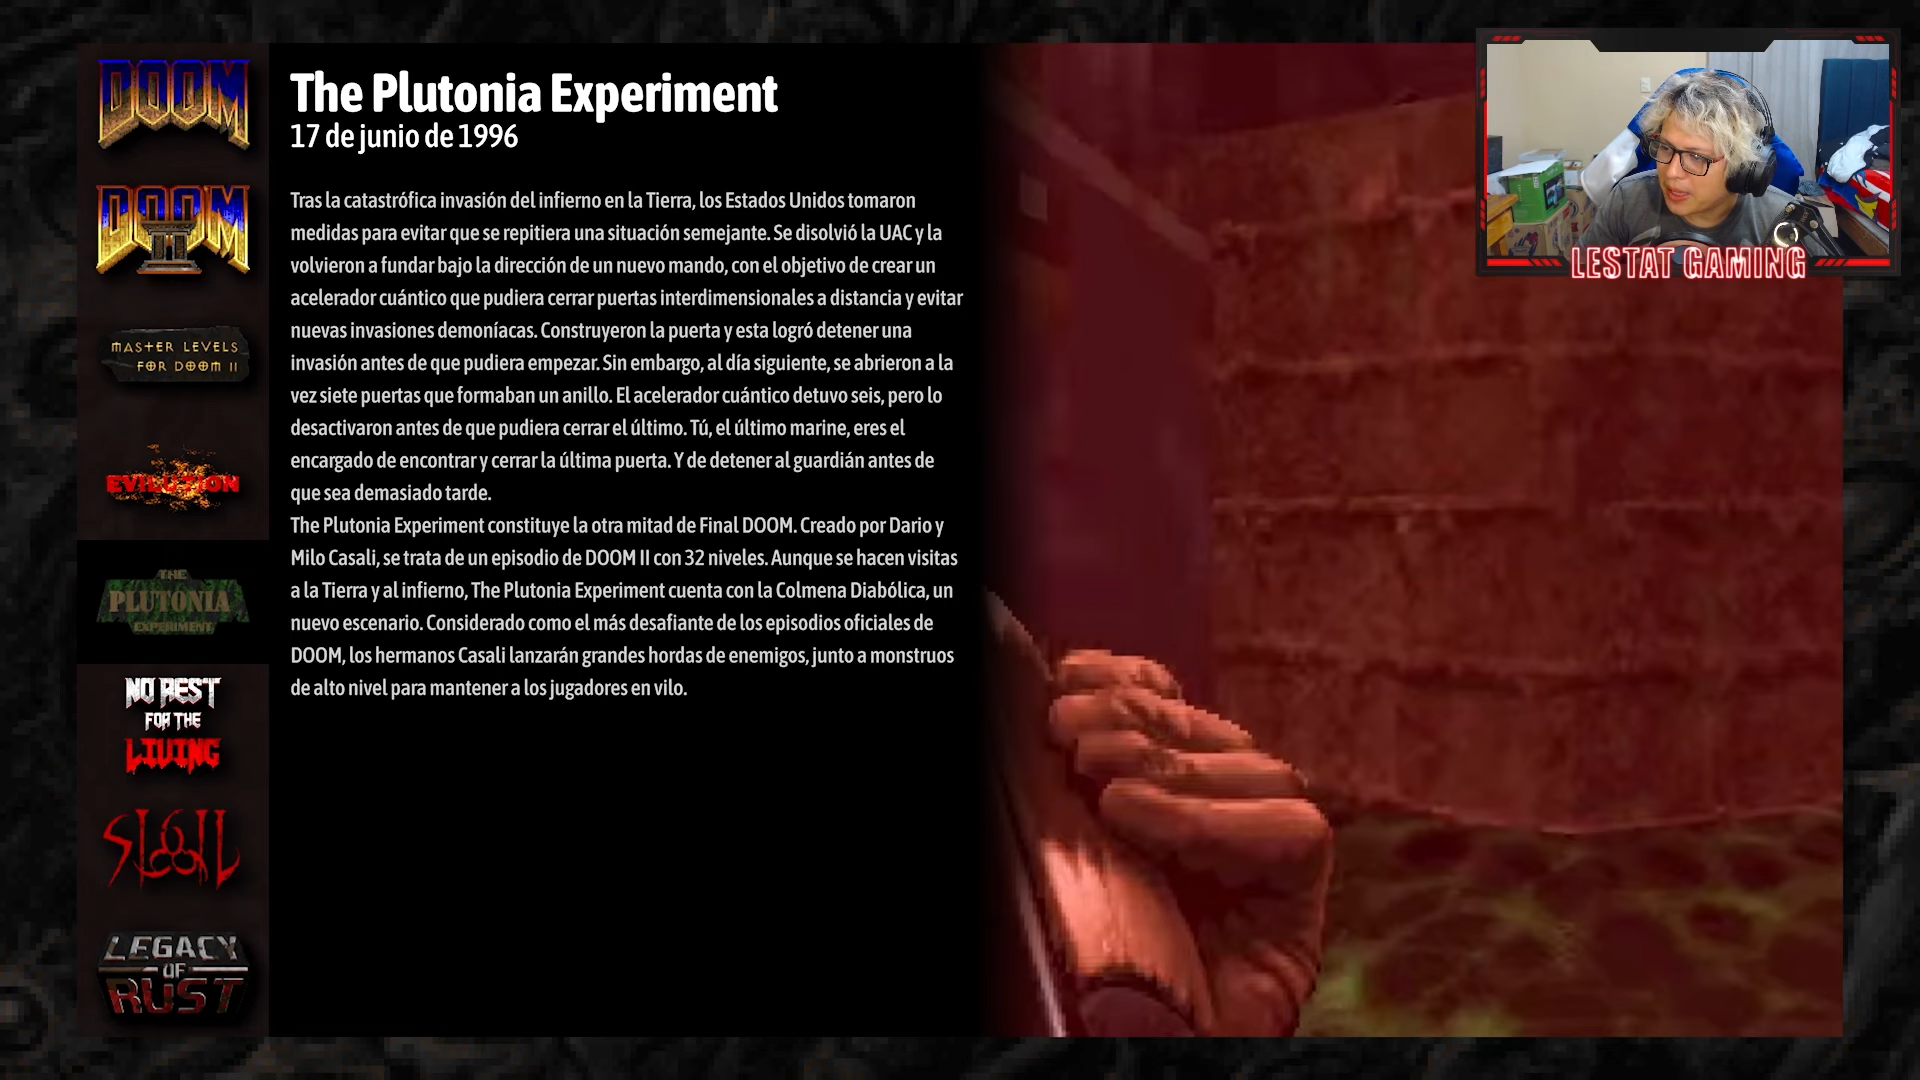 DOOM
DOOM
II
MASTER LEVELS
FOR DOOM II
EVILUTION
THE
PLUTONIA
EXPERIMENT
NO REST
FOR THE
LIVING
SIGIL
LEGACY
OF
RUST
The Plutonia Experiment
17 de junio de 1996
Tras la catastrófica invasión del infierno en la Tierra, los Estados Unidos tomaron
medidas para evitar que se repitiera una situación semejante. Se disolvió la UAC y la
volvieron a fundar bajo la dirección de un nuevo mando, con el objetivo de crear un
acelerador cuántico que pudiera cerrar puertas interdimensionales a distancia y evitar
nuevas invasiones demoníacas. Construyeron la puerta y esta logró detener una
invasión antes de que pudiera empezar. Sin embargo, al día siguiente, se abrieron a la
vez siete puertas que formaban un anillo. El acelerador cuántico detuvo seis, pero lo
desactivaron antes de que pudiera cerrar el último. Tú, el último marine, eres el
encargado de encontrar y cerrar la última puerta. Y de detener al guardián antes de
que sea demasiado tarde.
The Plutonia Experiment constituye la otra mitad de Final DOOM. Creado por Dario y
Milo Casali, se trata de un episodio de DOOM II con 32 niveles. Aunque se hacen visitas
a la Tierra y al infierno, The Plutonia Experiment cuenta con la Colmena Diabólica, un
nuevo escenario. Considerado como el más desafiante de los episodios oficiales de
DOOM, los hermanos Casali lanzarán grandes hordas de enemigos, junto a monstruos
de alto nivel para mantener a los jugadores en vilo.
LESTAT GAMING